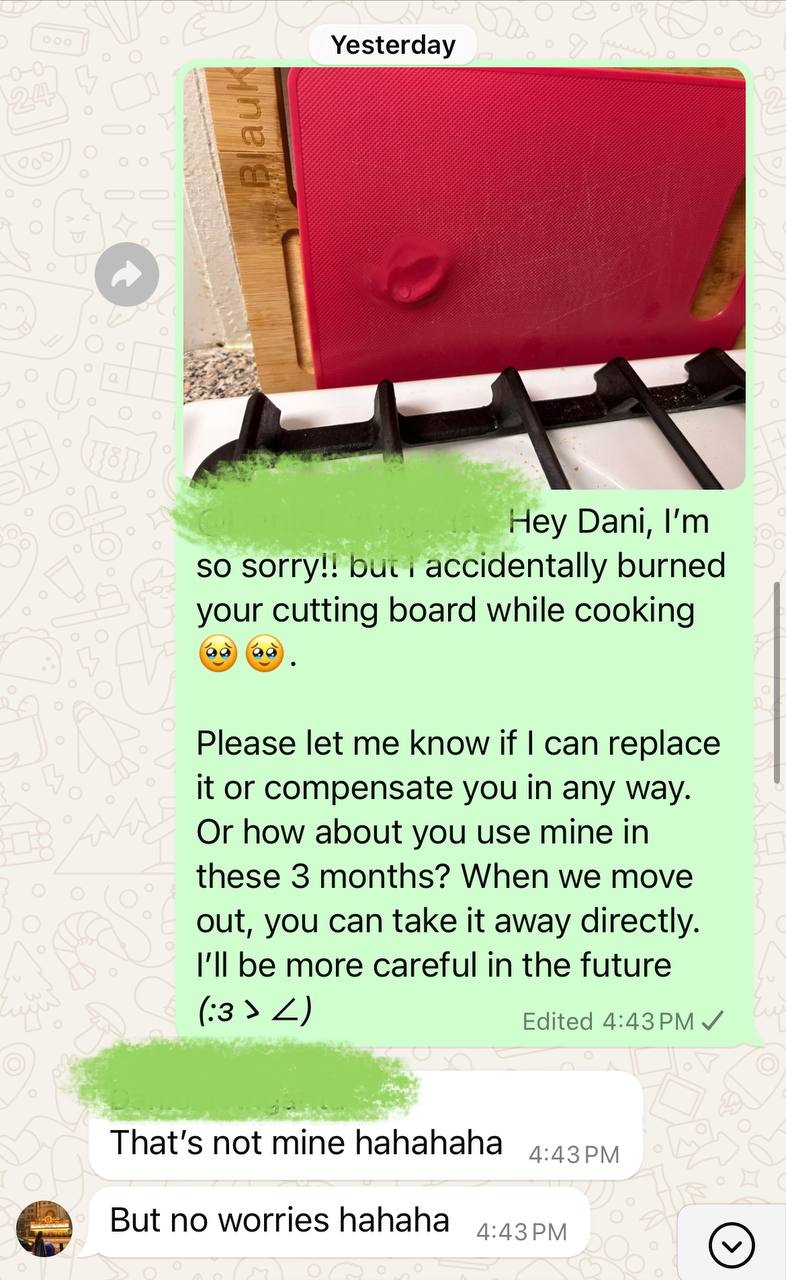 Yesterday
BlauK
Hey Dani, I’m
so sorry!! but I accidentally burned
your cutting board while cooking
🥹🥹.
Please let me know if I can replace
it or compensate you in any way.
Or how about you use mine in
these 3 months? When we move
out, you can take it away directly.
I’ll be more careful in the future
(:з ゝ∠)
Edited 4:43 PM
That’s not mine hahahaha 4:43 PM
But no worries hahaha 4:43 PM